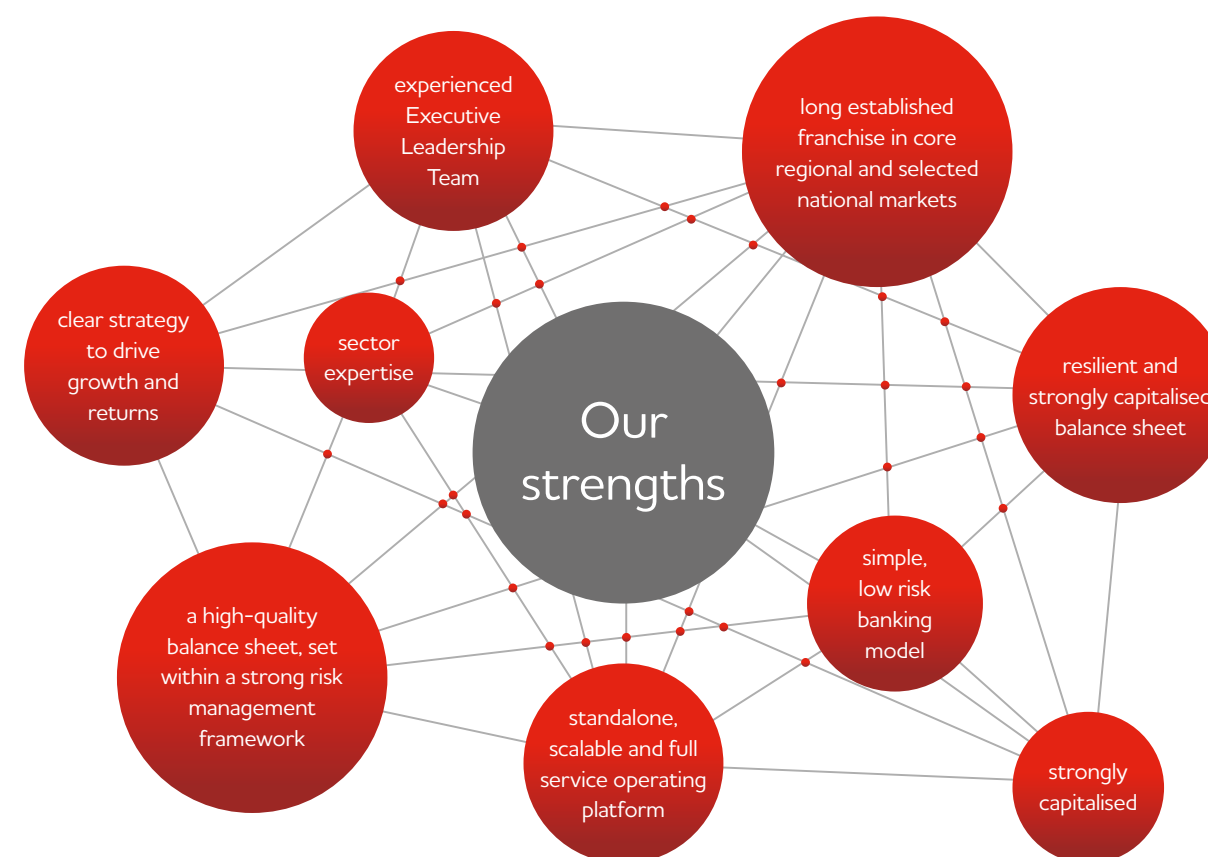 experienced
Executive
Leadership
Team
long established
franchise in core
regional and selected
national markets
clear strategy
to drive
growth and
returns
sector
expertise
resilient and
strongly capitalised
balance sheet
Our
strengths
simple,
low risk
banking
model
a high-quality
balance sheet, set
within a strong risk
management
framework
standalone,
scalable and full
service operating
platform
strongly
capitalised